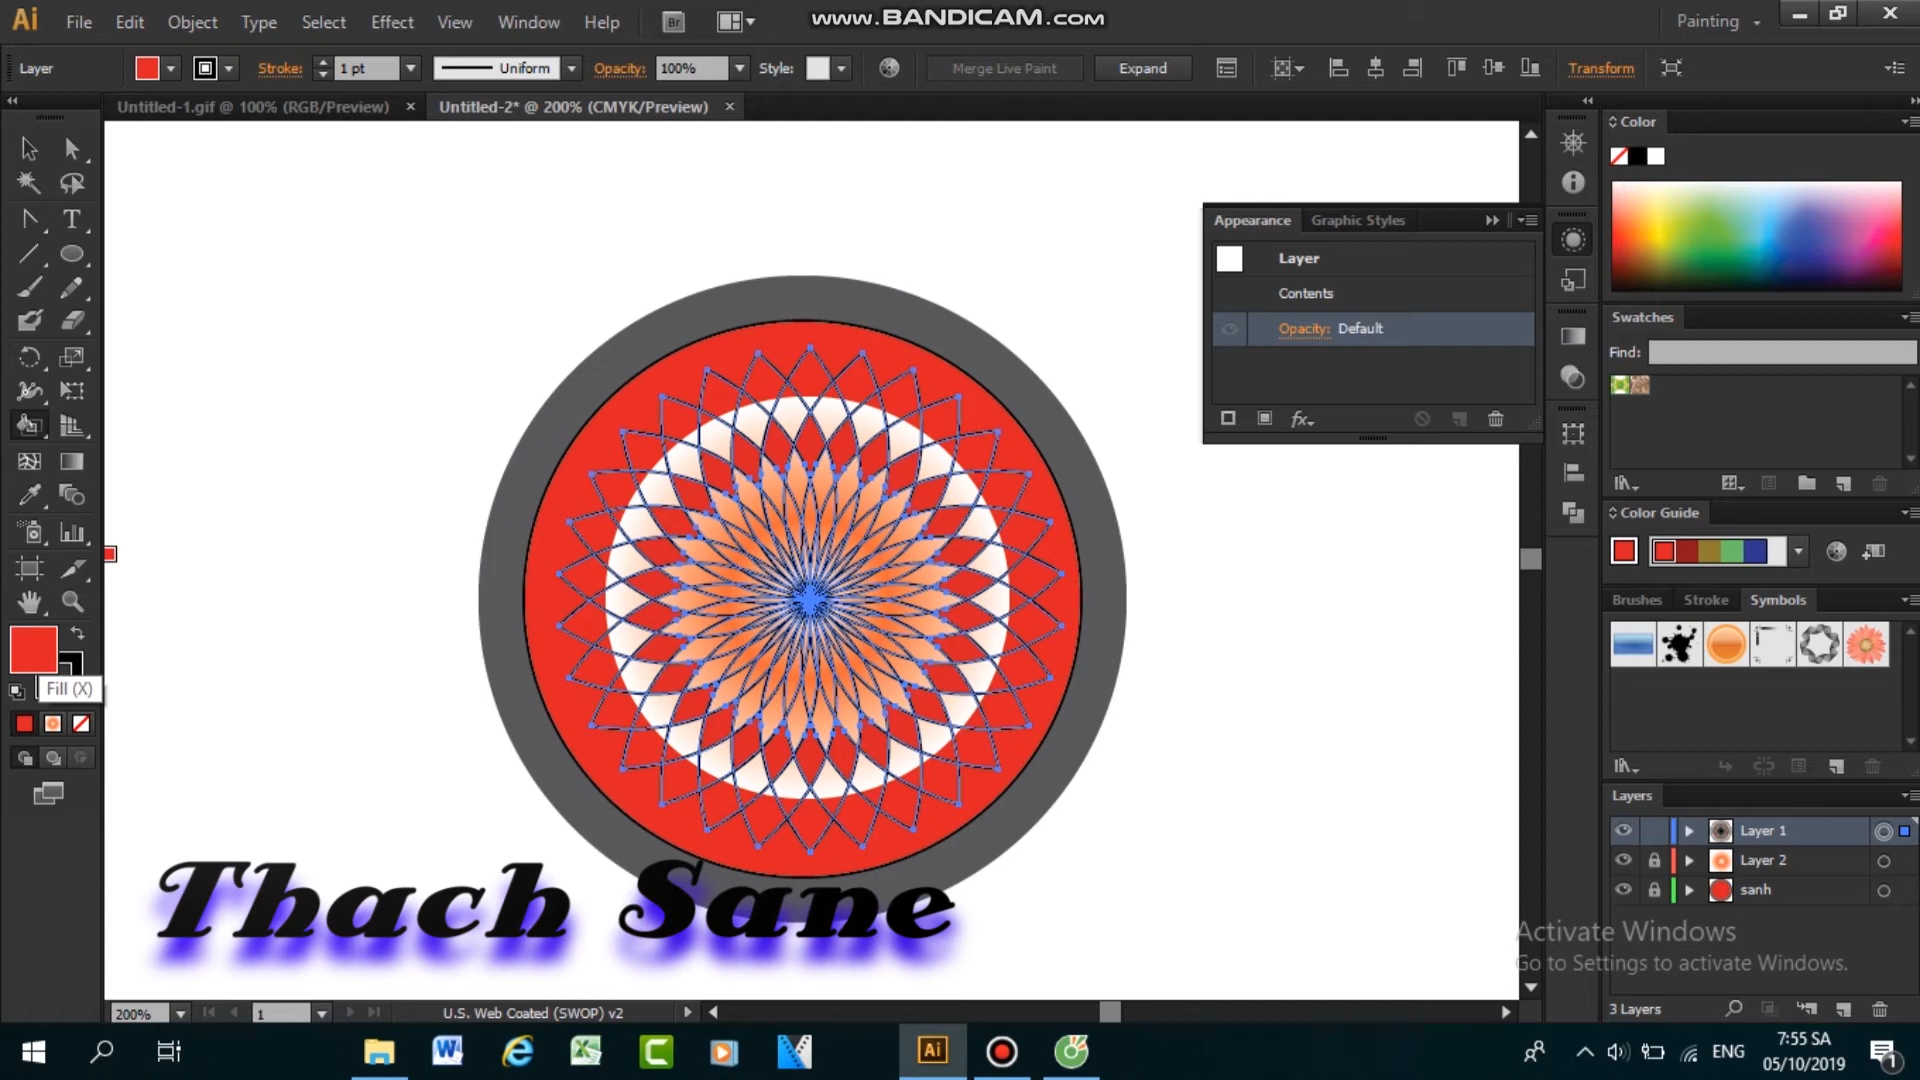 Ai File Edit Object Type Select Effect View Window Help Br www.BANDICAM.com Painting
Layer Stroke: 1 pt Uniform Opacity: 100% Style: Merge Live Paint Expand Transform
Untitled-1.gif @ 100% (RGB/Preview) × Untitled-2* @ 200% (CMYK/Preview) ×
Color
Appearance Graphic Styles
Layer
Contents
Opacity: Default
fx
Swatches
Find:
Color Guide
Brushes Stroke Symbols
T
Fill (X)
Layers
Layer 1
Layer 2
sanh
Thach Sane
Activate Windows
Go to Settings to activate Windows.
3 Layers
200% 1 U.S. Web Coated (SWOP) v2
ENG 7:55 SA
05/10/2019
1